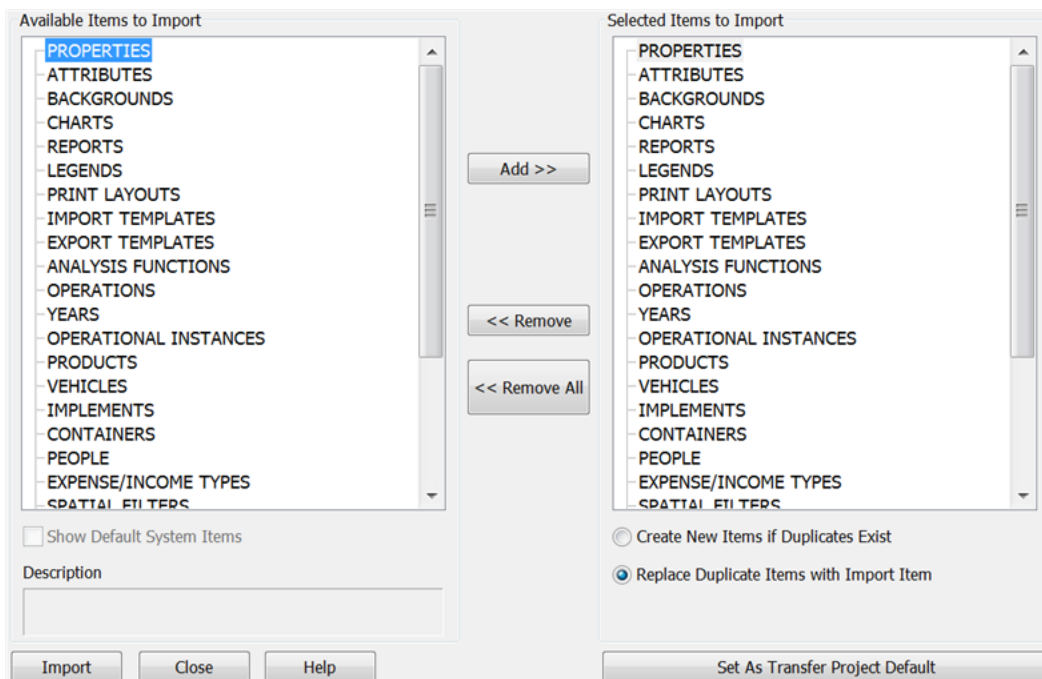 Available Items to Import
PROPERTIES
ATTRIBUTES
BACKGROUNDS
CHARTS
REPORTS
LEGENDS
PRINT LAYOUTS
IMPORT TEMPLATES
EXPORT TEMPLATES
ANALYSIS FUNCTIONS
OPERATIONS
YEARS
OPERATIONAL INSTANCES
PRODUCTS
VEHICLES
IMPLEMENTS
CONTAINERS
PEOPLE
EXPENSE/INCOME TYPES
SPATIAL FILTERS
Show Default System Items
Description
Add >>
<< Remove
<< Remove All
Selected Items to Import
PROPERTIES
ATTRIBUTES
BACKGROUNDS
CHARTS
REPORTS
LEGENDS
PRINT LAYOUTS
IMPORT TEMPLATES
EXPORT TEMPLATES
ANALYSIS FUNCTIONS
OPERATIONS
YEARS
OPERATIONAL INSTANCES
PRODUCTS
VEHICLES
IMPLEMENTS
CONTAINERS
PEOPLE
EXPENSE/INCOME TYPES
SPATIAL FILTERS
Create New Items if Duplicates Exist
Replace Duplicate Items with Import Item
Import
Close
Help
Set As Transfer Project Default